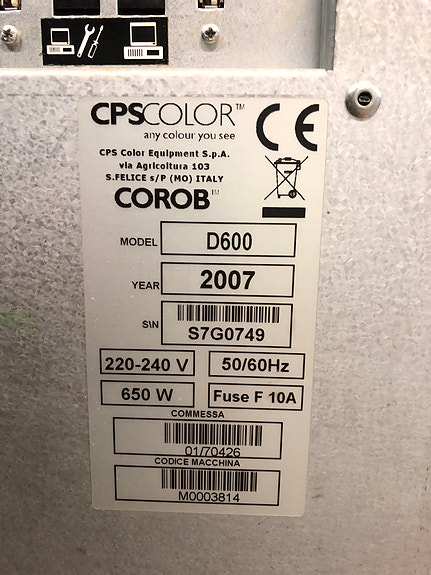 CPSCOLOR™
any colour you see
CPS Color Equipment S.p.A.
via Agricoltura 103
S.FELICE s/P (MO) ITALY
COROB™
CE
MODEL D600
YEAR 2007
S\N S7G0749
220-240 V 50/60Hz
650 W Fuse F 10A
COMMESSA
01/70426
CODICE MACCHINA
M0003814